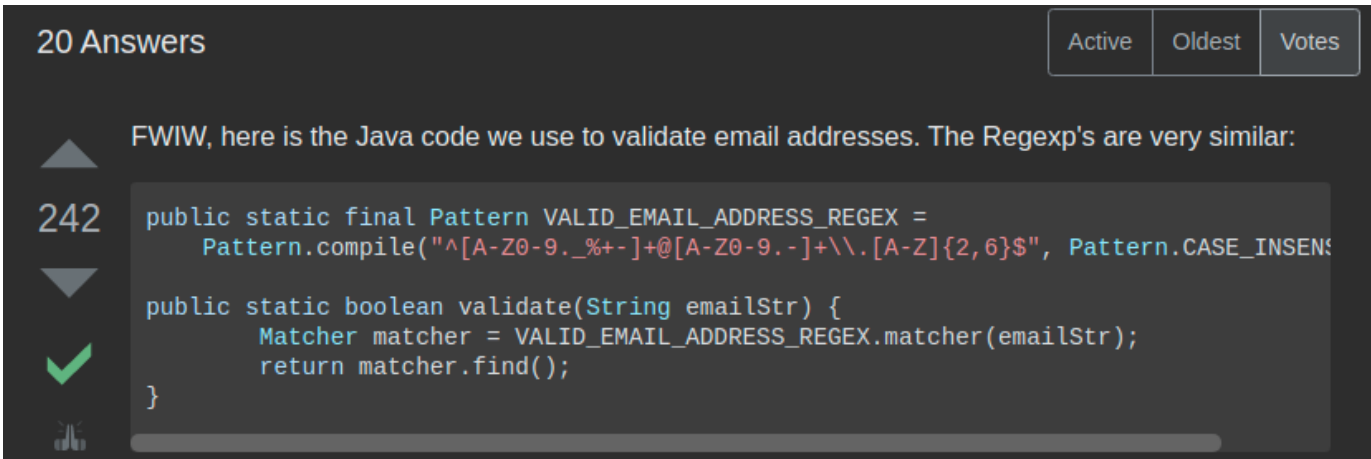 20 Answers
Active Oldest Votes
FWIW, here is the Java code we use to validate email addresses. The Regexp's are very similar:
242
public static final Pattern VALID_EMAIL_ADDRESS_REGEX =
    Pattern.compile("^[A-Z0-9._%+-]+@[A-Z0-9.-]+\\.[A-Z]{2,6}$", Pattern.CASE_INSENS
public static boolean validate(String emailStr) {
        Matcher matcher = VALID_EMAIL_ADDRESS_REGEX.matcher(emailStr);
        return matcher.find();
}